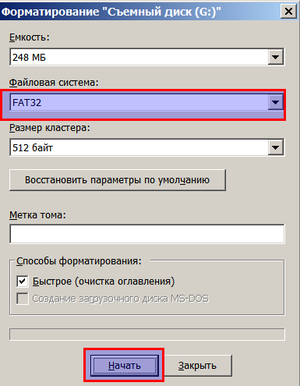 Форматирование "Съемный диск (G:)"
Емкость:
248 МБ
Файловая система:
FAT32
Размер кластера:
512 байт
Восстановить параметры по умолчанию
Метка тома:
Способы форматирования:
Быстрое (очистка оглавления)
Создание загрузочного диска MS-DOS
Начать
Закрыть